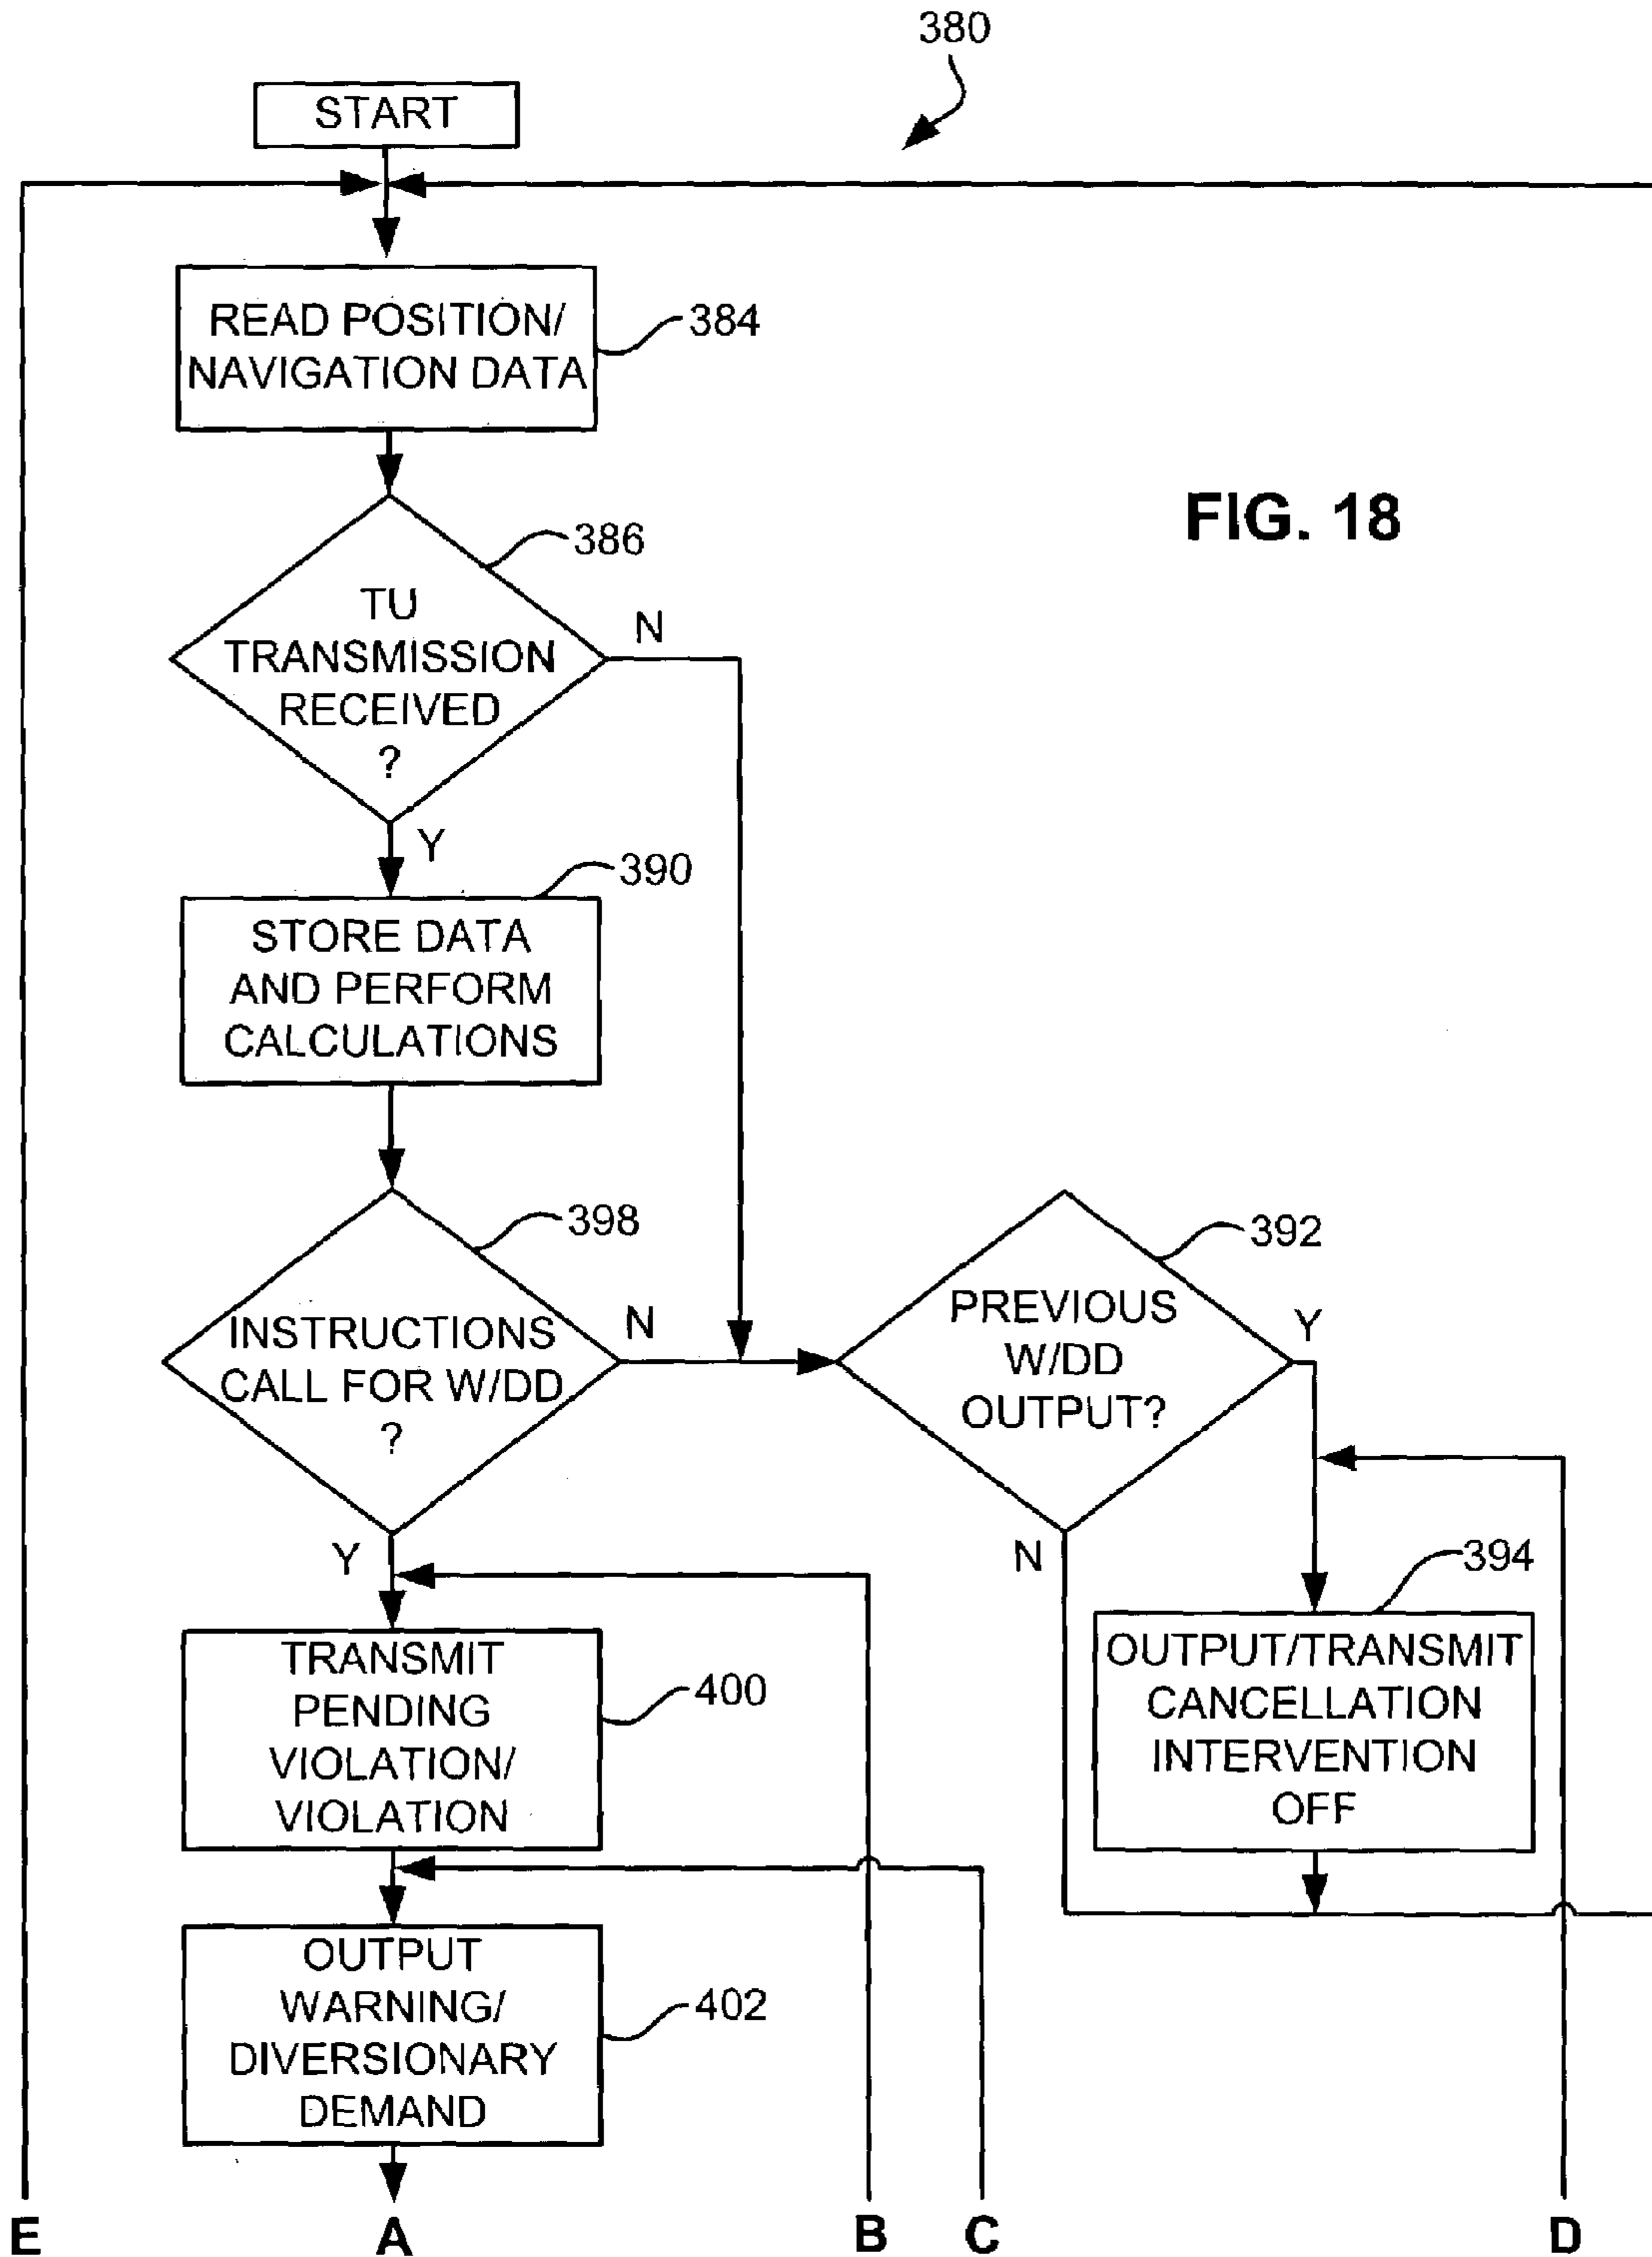 380
START
READ POSITION/
NAVIGATION DATA
384
FIG. 18
386
TU
TRANSMISSION
RECEIVED
?
N
Y
390
STORE DATA
AND PERFORM
CALCULATIONS
398
INSTRUCTIONS
CALL FOR W/DD
?
N
392
PREVIOUS
W/DD
OUTPUT?
Y
N
Y
394
OUTPUT/TRANSMIT
CANCELLATION
INTERVENTION
OFF
TRANSMIT
PENDING
VIOLATION/
VIOLATION
400
OUTPUT
WARNING/
DIVERSIONARY
DEMAND
402
E
A
B
C
D